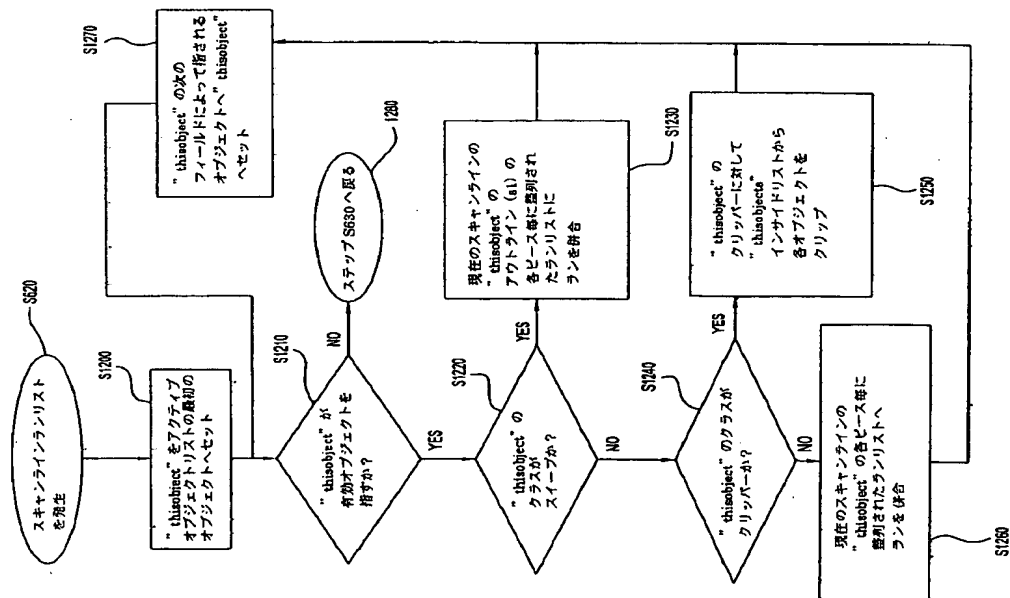 S620
スキャンラインランリスト
を発生
S1200
"thisobject" をアクティブ
オブジェクトリストの最初の
オブジェクトへセット
S1210
"thisobject" が
有効オブジェクトを
指すか?
NO
YES
ステップ S630 へ戻る
1280
S1270
"thisobject" の次の
フィールドによって指される
オブジェクトへ" thisobject"
へセット
S1220
"thisobject" の
クラスが
スイープか?
YES
NO
現在のスキャンラインの
"thisobject" の
アウトライン (al) の
各ピース毎に整列され
たランリストに
ランを併合
S1230
S1240
"thisobject" のクラスが
クリッパーか?
YES
NO
"thisobject" の
クリッパーに対して
"thisobjects"
インサイドリストから
各オブジェクトを
クリップ
S1250
現在のスキャンラインの
"thisobject" の各ピース毎に
整列されたランリストへ
ランを併合
S1260